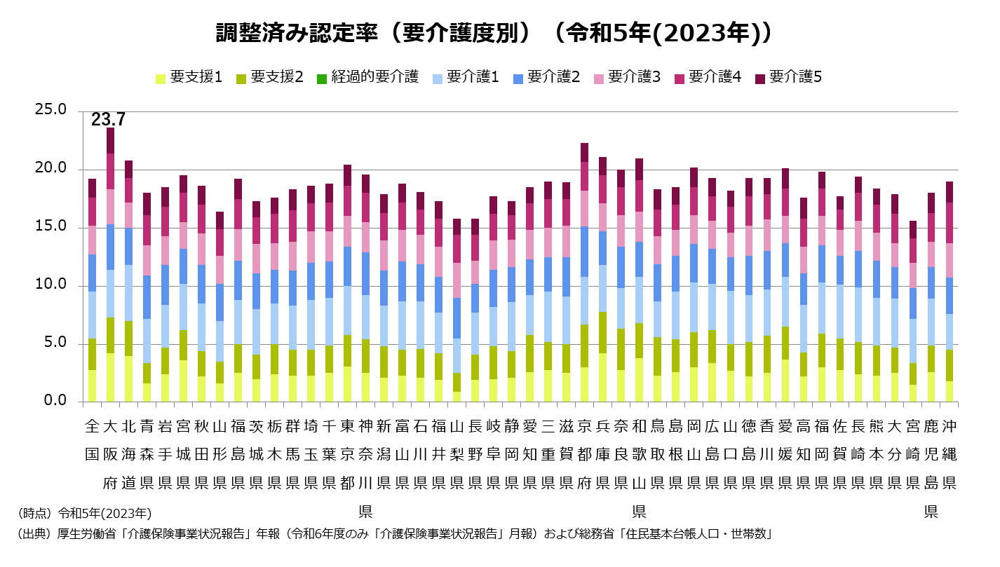 調整済み認定率（要介護度別）（令和5年(2023年)）
要支援1 要支援2 経過的要介護 要介護1 要介護2 要介護3 要介護4 要介護5
25.0
23.7
20.0
15.0
10.0
5.0
0.0
全国 大阪府 北海道 青森県 岩手県 宮城県 秋田県 山形県 福島県 茨城県 栃木県 群馬県 埼玉県 千葉県 東京都 神奈川県 新潟県 富山県 石川県 福井県 山梨県 長野県 岐阜県 静岡県 愛知県 三重県 滋賀県 京都府 兵庫県 奈良県 和歌山県 鳥取県 島根県 岡山県 広島県 山口県 徳島県 香川県 愛媛県 高知県 福岡県 佐賀県 長崎県 熊本県 大分県 宮崎県 鹿児島県 沖縄県
（時点）令和5年(2023年)
（出典）厚生労働省「介護保険事業状況報告」年報（令和6年度のみ「介護保険事業状況報告」月報）および総務省「住民基本台帳人口・世帯数」